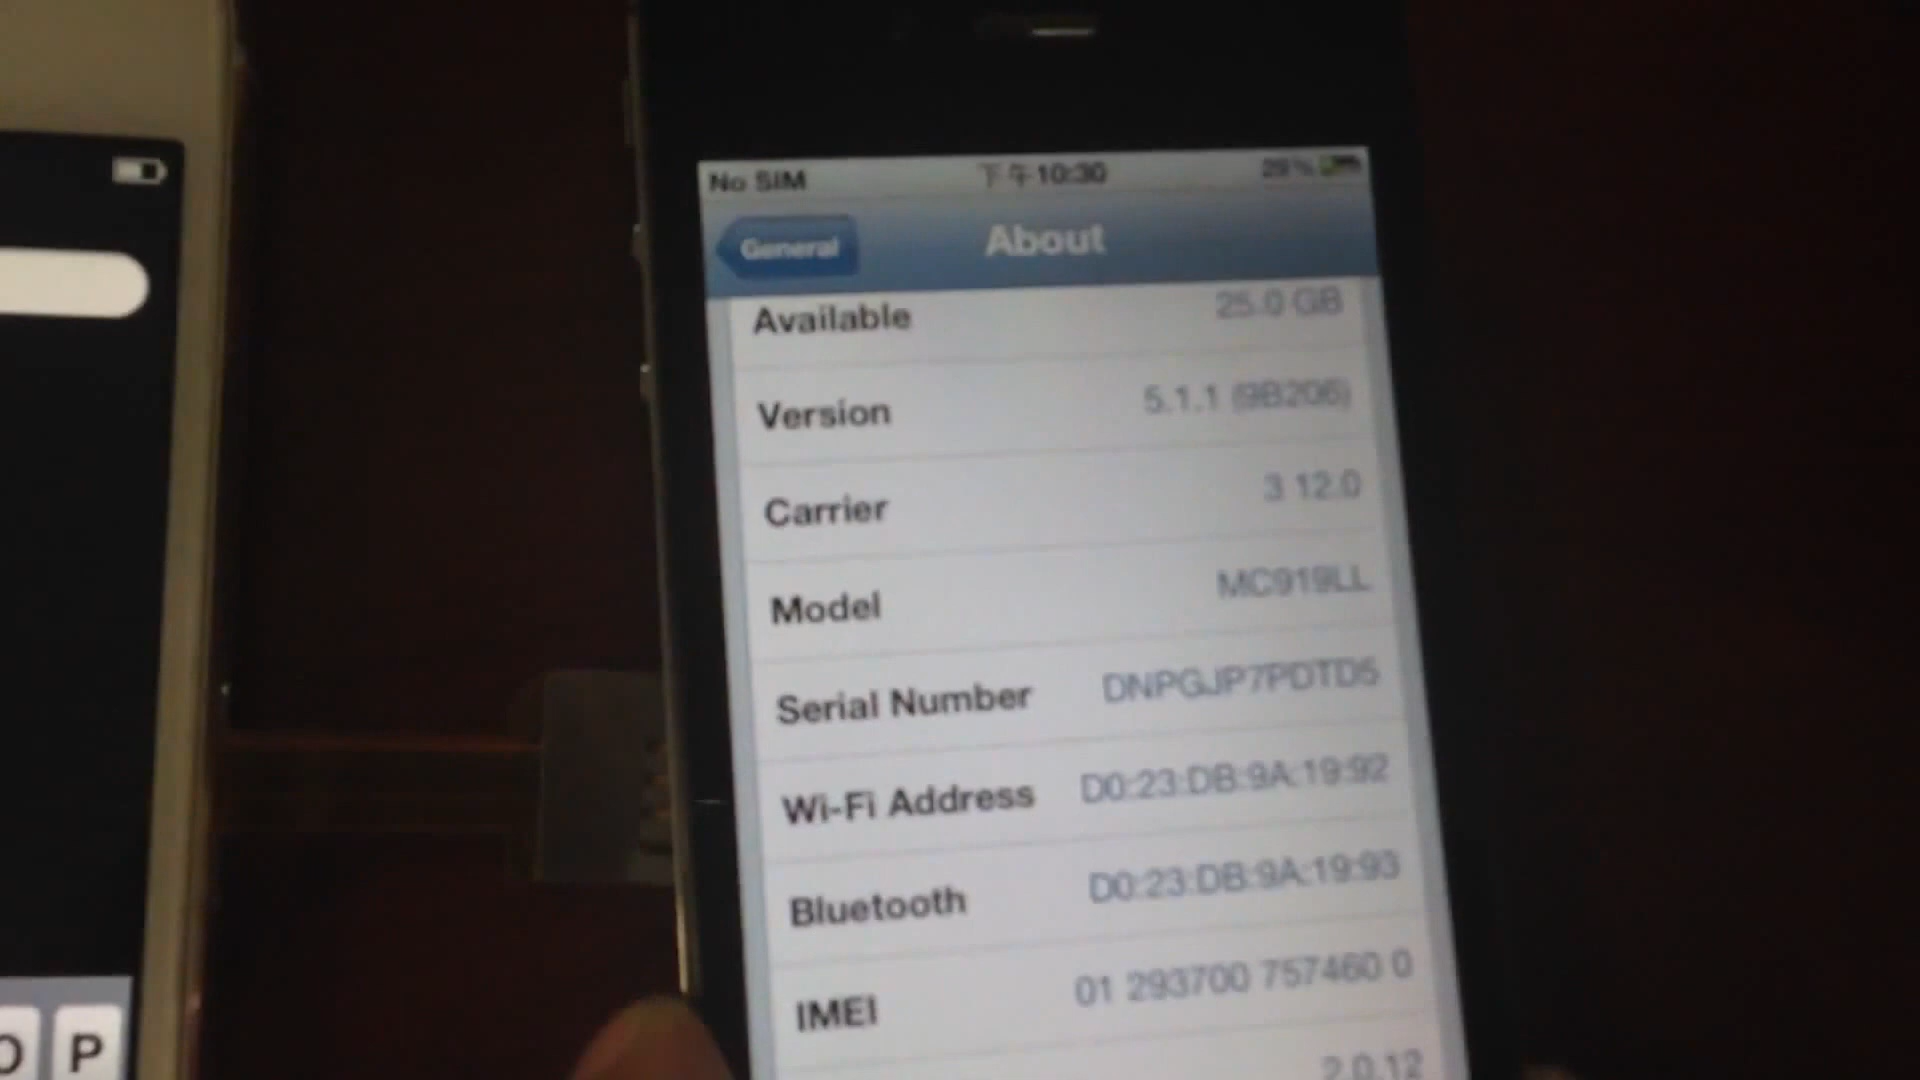 No SIM 下午10:30 29%
General About
Available 25.0 GB
Version 5.1.1 (9B206)
Carrier 3 12.0
Model MC919LL
Serial Number DNPGJP7PDTD5
Wi-Fi Address D0:23:DB:9A:19:92
Bluetooth D0:23:DB:9A:19:93
IMEI 01 293700 757460 0
2.0.12
O P